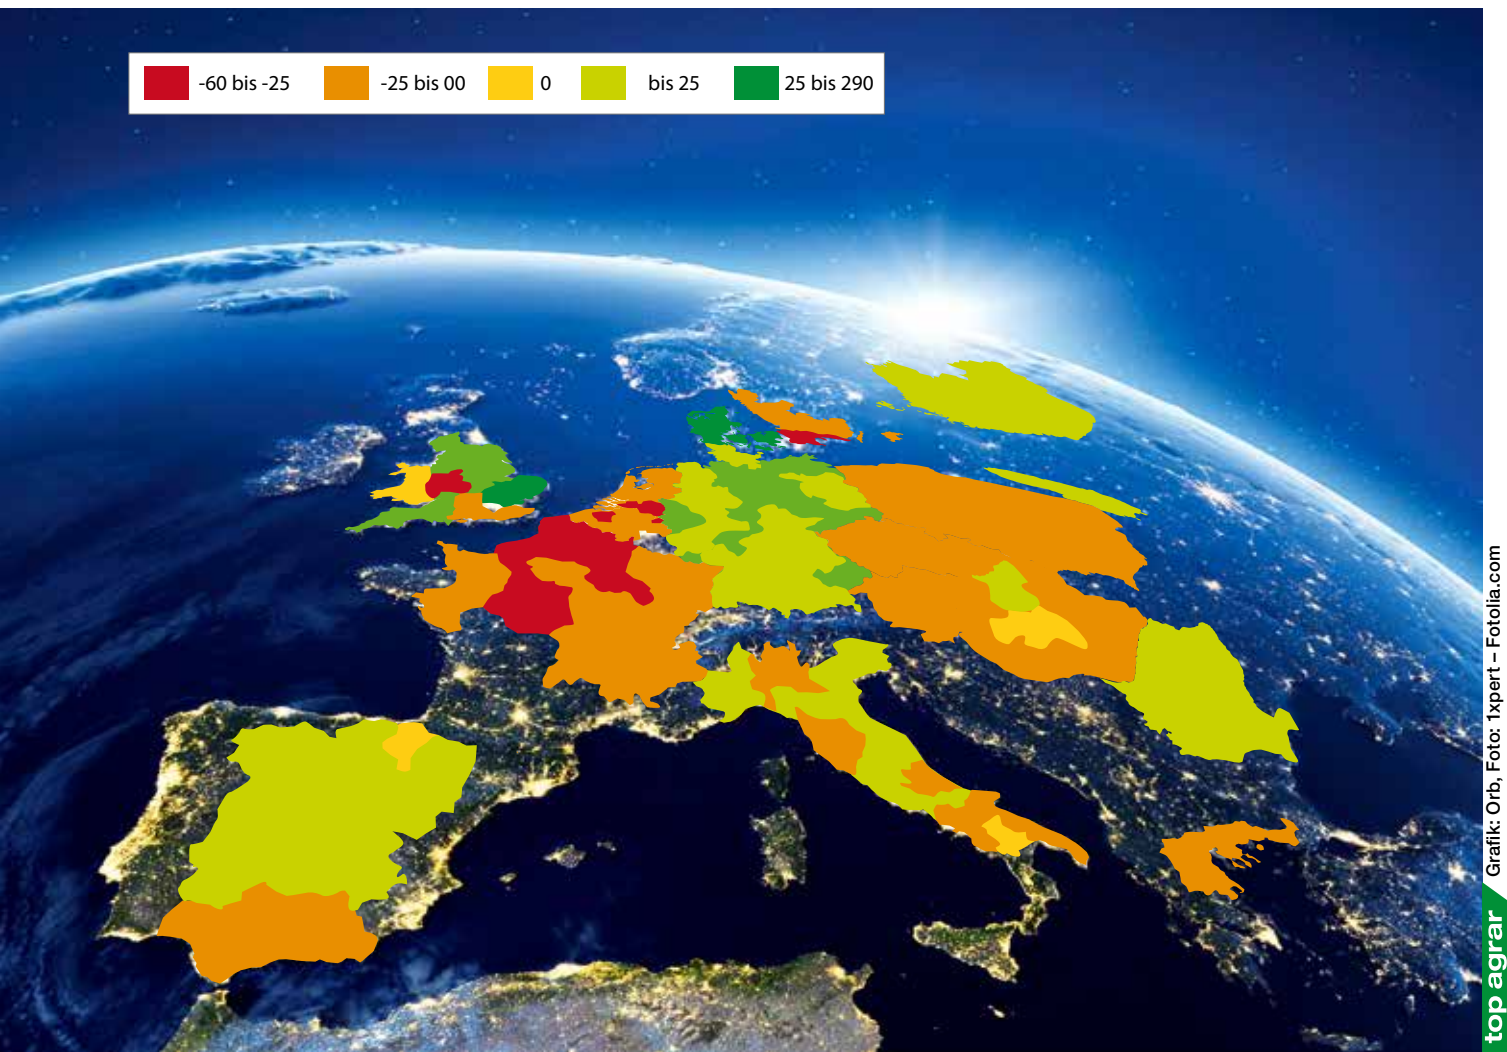 -60 bis -25
-25 bis 00
0
bis 25
25 bis 290
Grafik: Orb, Foto: 1xpert – Fotolia.com
top agrar